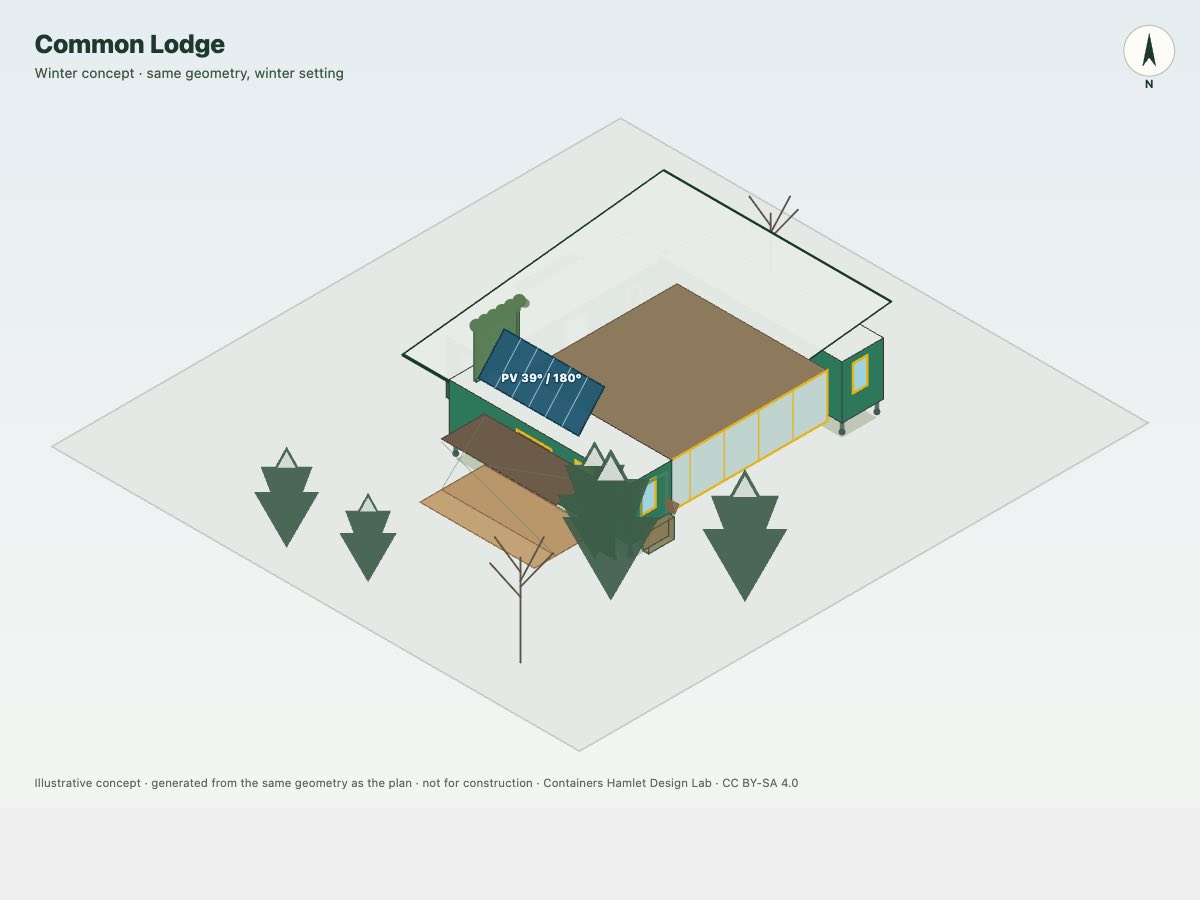 Common Lodge
Winter concept · same geometry, winter setting
N
PV 39° / 180°
Illustrative concept · generated from the same geometry as the plan · not for construction · Containers Hamlet Design Lab · CC BY-SA 4.0